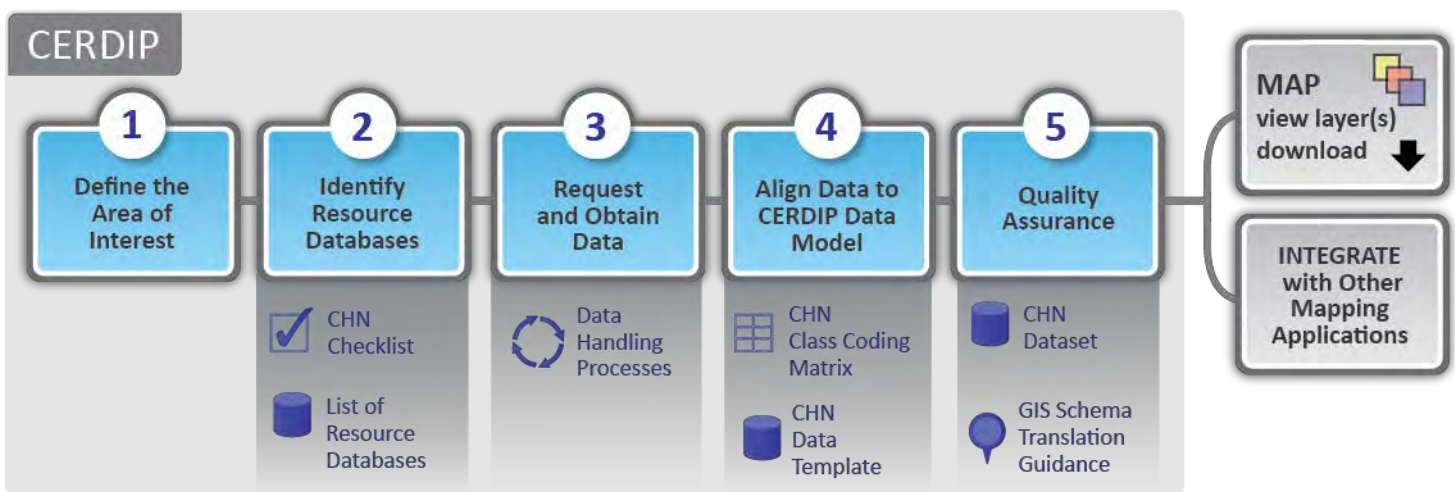 CERDIP
1
Define the
Area of
Interest
2
Identify
Resource
Databases
CHN
Checklist
List of
Resource
Databases
3
Request
and Obtain
Data
Data
Handling
Processes
4
Align Data to
CERDIP Data
Model
CHN
Class Coding
Matrix
CHN
Data
Template
5
Quality
Assurance
CHN
Dataset
GIS Schema
Translation
Guidance
MAP
view layer(s)
download
INTEGRATE
with Other
Mapping
Applications